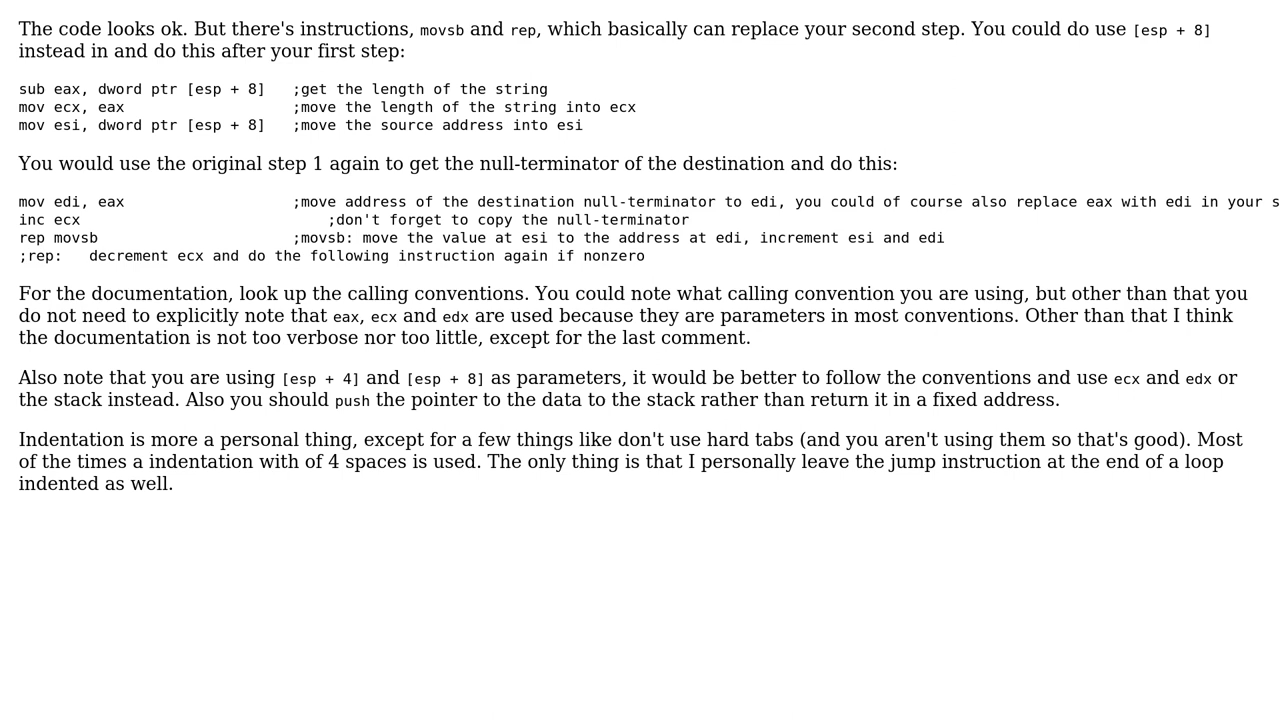 The code looks ok. But there's instructions, movsb and rep, which basically can replace your second step. You could do use [esp + 8]
instead in and do this after your first step:
sub eax, dword ptr [esp + 8]   ;get the length of the string
mov ecx, eax                   ;move the length of the string into ecx
mov esi, dword ptr [esp + 8]   ;move the source address into esi
You would use the original step 1 again to get the null-terminator of the destination and do this:
mov edi, eax                   ;move address of the destination null-terminator to edi, you could of course also replace eax with edi in your
inc ecx                            ;don't forget to copy the null-terminator
rep movsb                      ;movsb: move the value at esi to the address at edi, increment esi and edi
;rep:   decrement ecx and do the following instruction again if nonzero
For the documentation, look up the calling conventions. You could note what calling convention you are using, but other than that you
do not need to explicitly note that eax, ecx and edx are used because they are parameters in most conventions. Other than that I think
the documentation is not too verbose nor too little, except for the last comment.
Also note that you are using [esp + 4] and [esp + 8] as parameters, it would be better to follow the conventions and use ecx and edx or
the stack instead. Also you should push the pointer to the data to the stack rather than return it in a fixed address.
Indentation is more a personal thing, except for a few things like don't use hard tabs (and you aren't using them so that's good). Most
of the times a indentation with of 4 spaces is used. The only thing is that I personally leave the jump instruction at the end of a loop
indented as well.